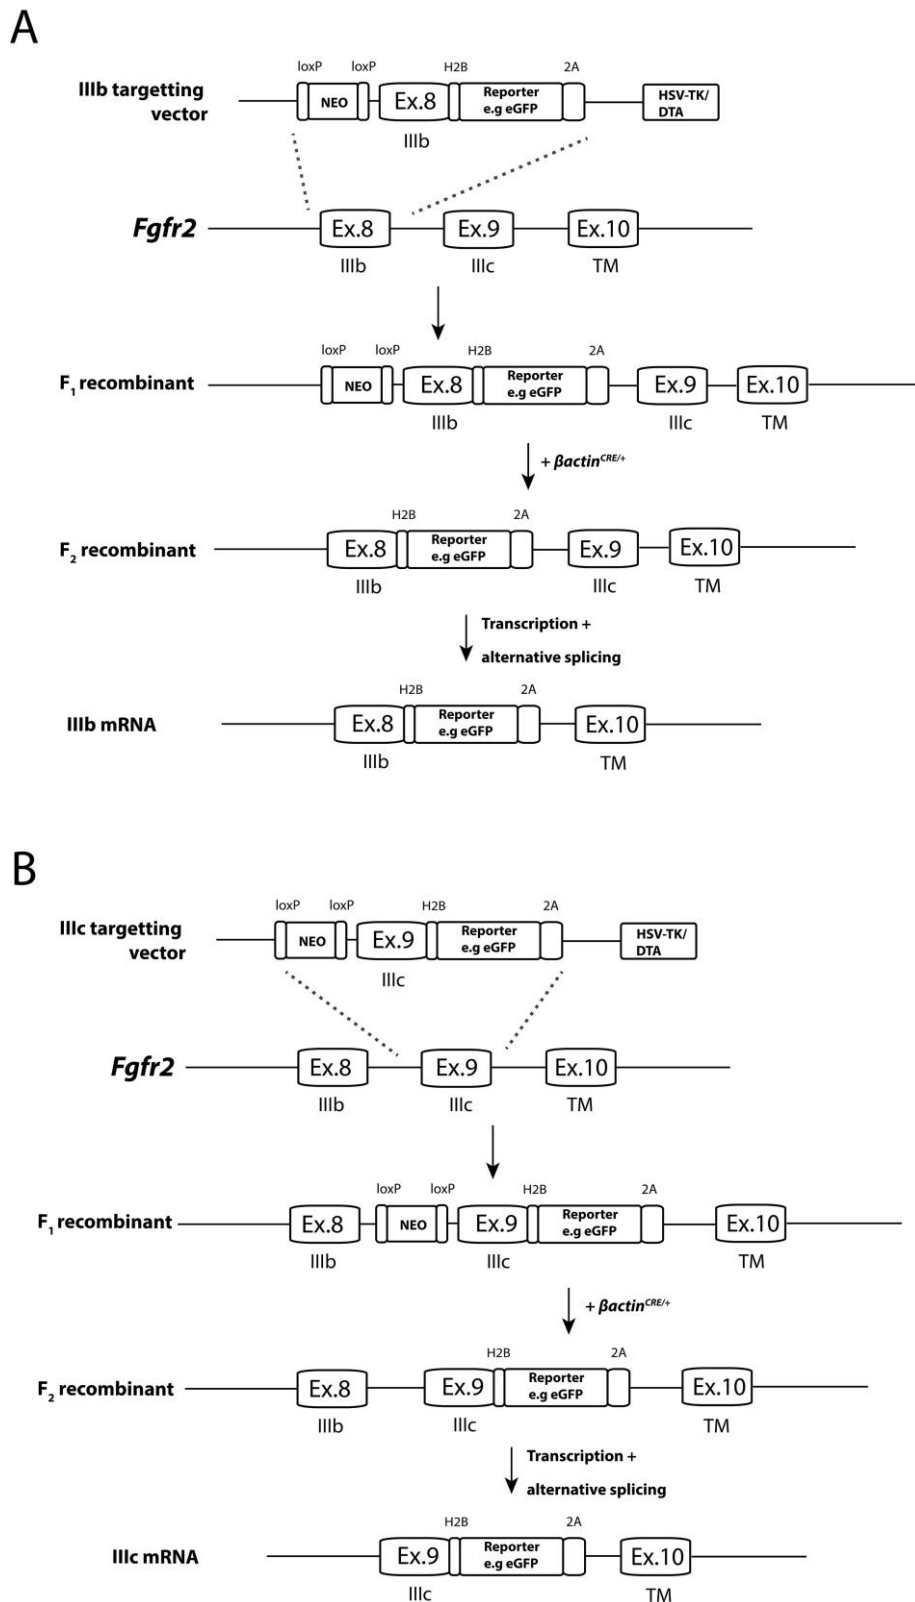 A
loxP loxP H2B 2A
IIIb targetting
vector
NEO Ex.8 Reporter
e.g eGFP HSV-TK/
DTA
IIIb
Fgfr2 Ex.8 Ex.9 Ex.10
IIIb IIIc TM
loxP loxP H2B 2A
F1 recombinant NEO Ex.8 Reporter
e.g eGFP Ex.9 Ex.10
IIIb IIIc TM
+ βactinCRE/+
H2B 2A
F2 recombinant Ex.8 Reporter
e.g eGFP Ex.9 Ex.10
IIIb IIIc TM
Transcription +
alternative splicing
H2B 2A
IIIb mRNA Ex.8 Reporter
e.g eGFP Ex.10
IIIb TM
B
loxP loxP H2B 2A
IIIc targetting
vector
NEO Ex.9 Reporter
e.g eGFP HSV-TK/
DTA
IIIc
Fgfr2 Ex.8 Ex.9 Ex.10
IIIb IIIc TM
loxP loxP H2B 2A
F1 recombinant Ex.8 NEO Ex.9 Reporter
e.g eGFP Ex.10
IIIb IIIc TM
+ βactinCRE/+
H2B 2A
F2 recombinant Ex.8 Ex.9 Reporter
e.g eGFP Ex.10
IIIb IIIc TM
Transcription +
alternative splicing
H2B 2A
IIIc mRNA Ex.9 Reporter
e.g eGFP Ex.10
IIIc TM